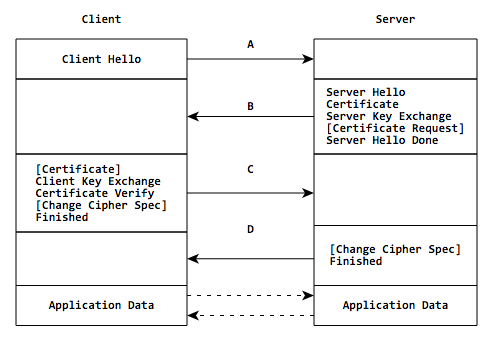 Client
Server
A
Client Hello
B
Server Hello
Certificate
Server Key Exchange
[Certificate Request]
Server Hello Done
C
[Certificate]
Client Key Exchange
Certificate Verify
[Change Cipher Spec]
Finished
D
[Change Cipher Spec]
Finished
Application Data
Application Data